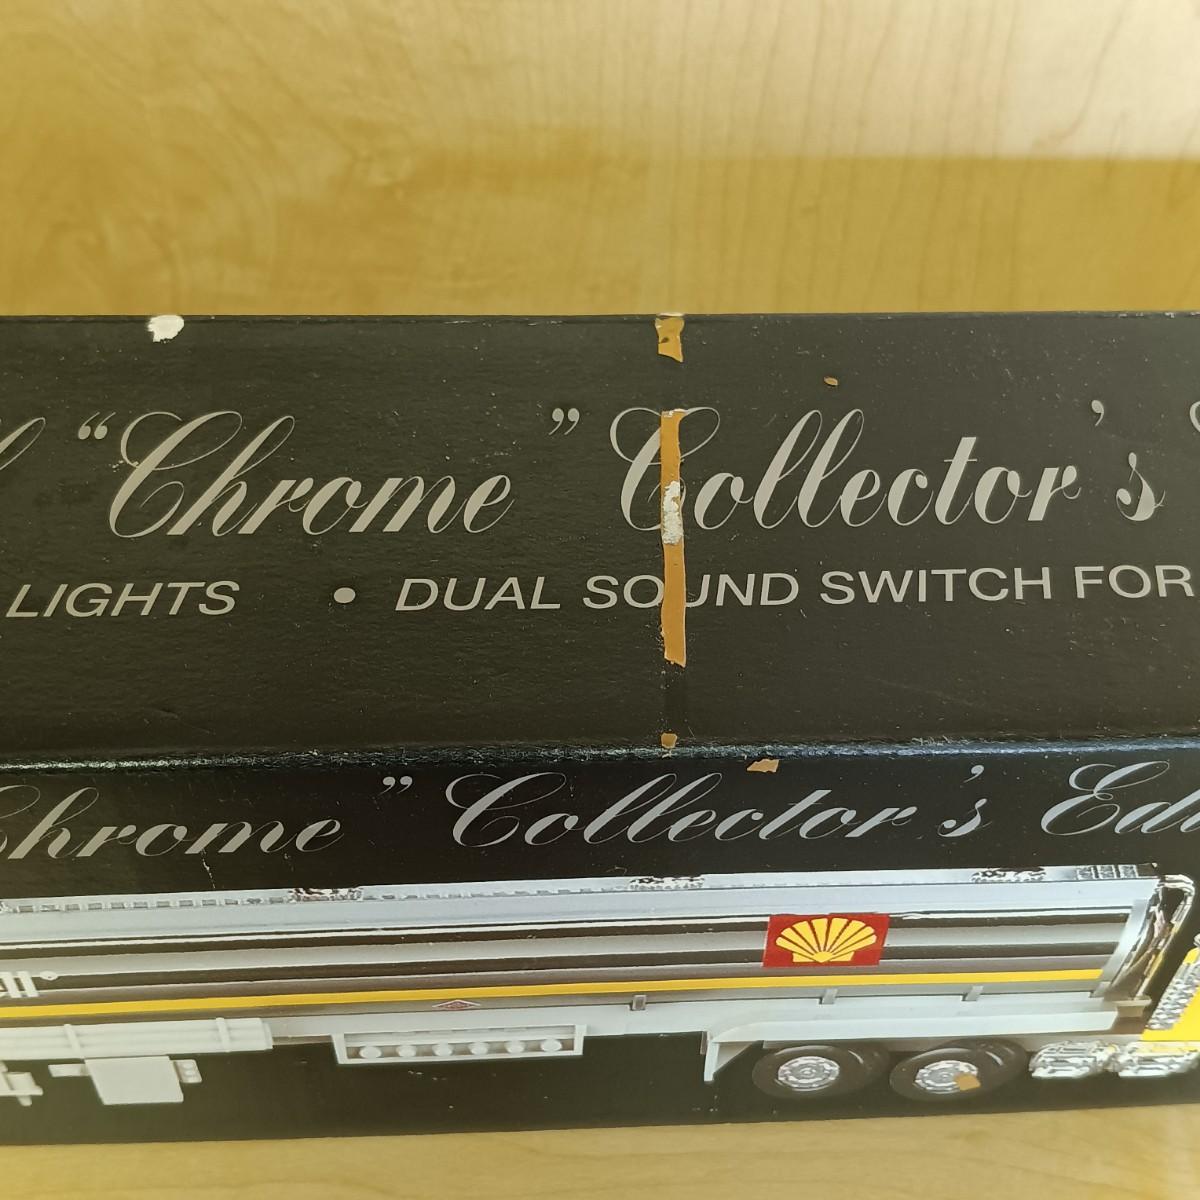 “Chrome” Collector's
LIGHTS • DUAL SOUND SWITCH FOR
Chrome” Collector's